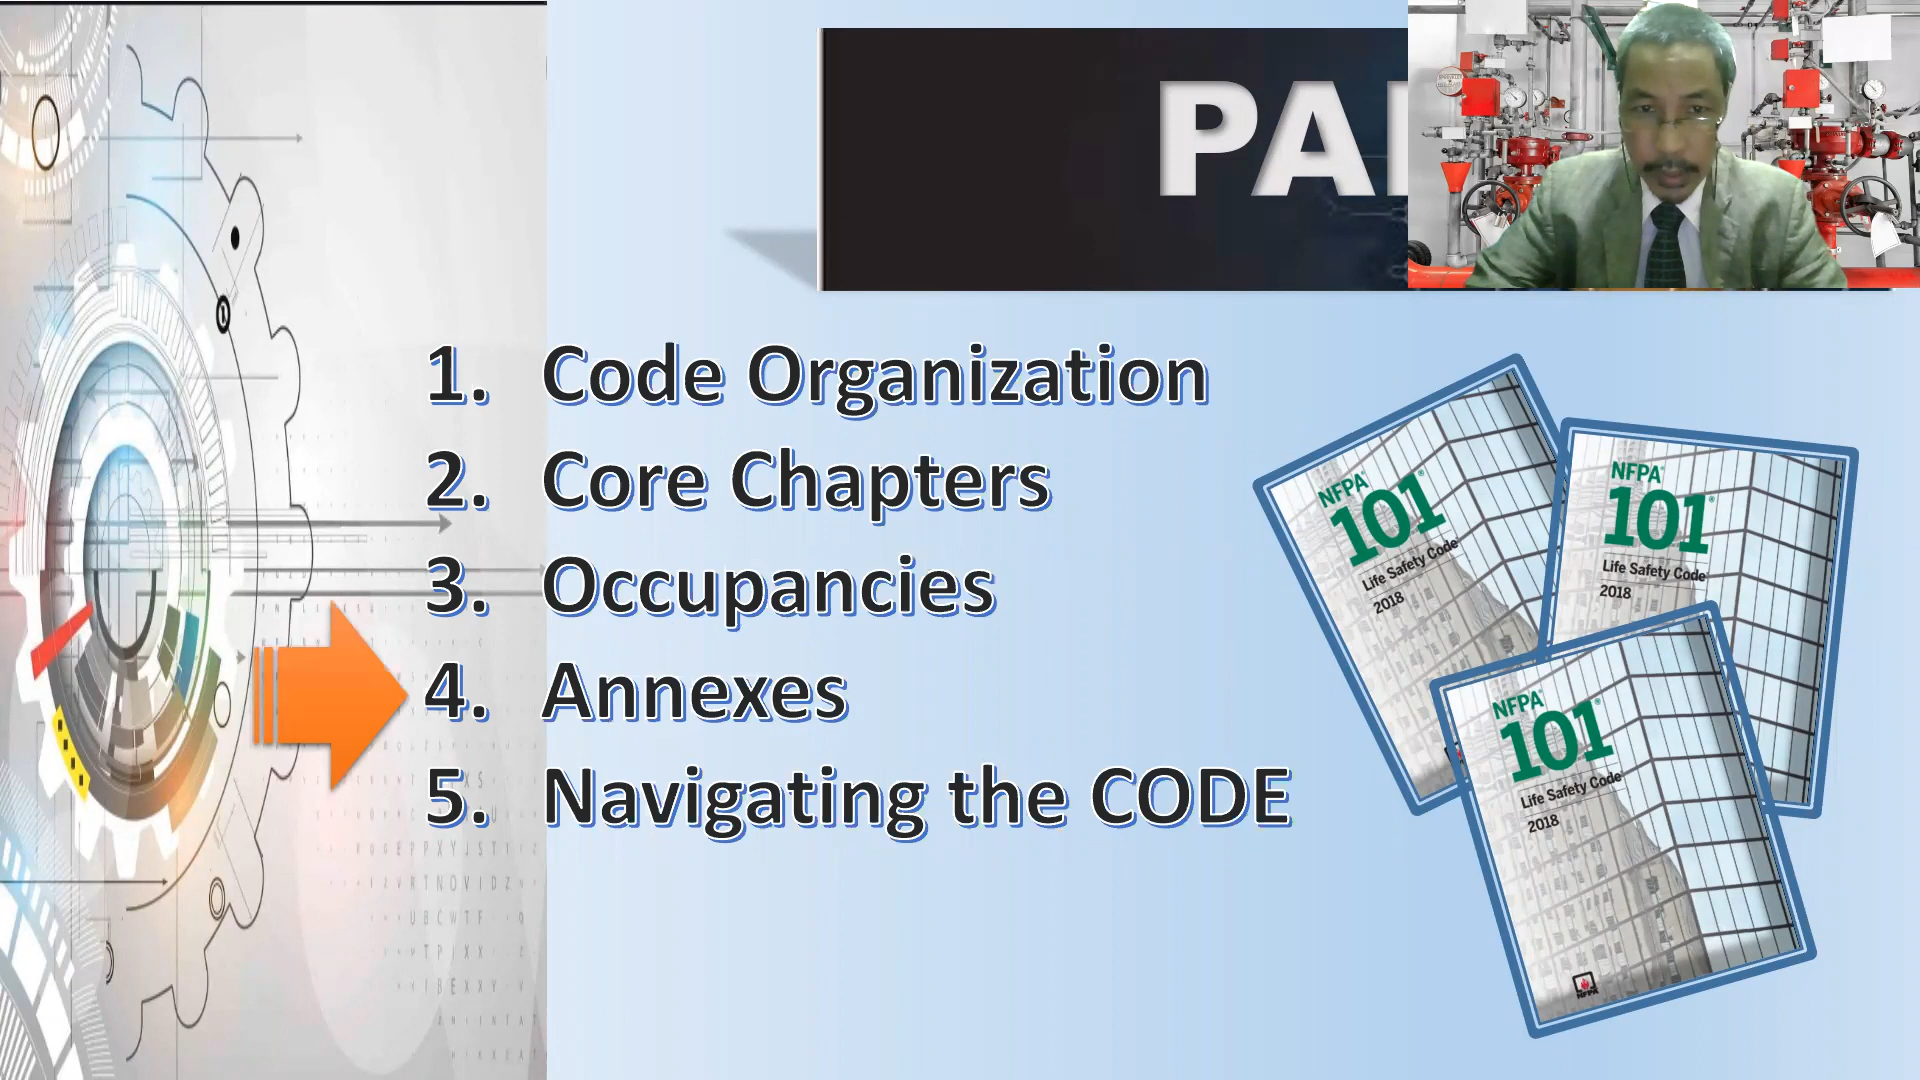 PA
1. Code Organization
2. Core Chapters
3. Occupancies
4. Annexes
5. Navigating the CODE
NFPA
101
Life Safety Code
2018
NFPA
101
Life Safety Code
2018
NFPA
101
Life Safety Code
2018
NFPA